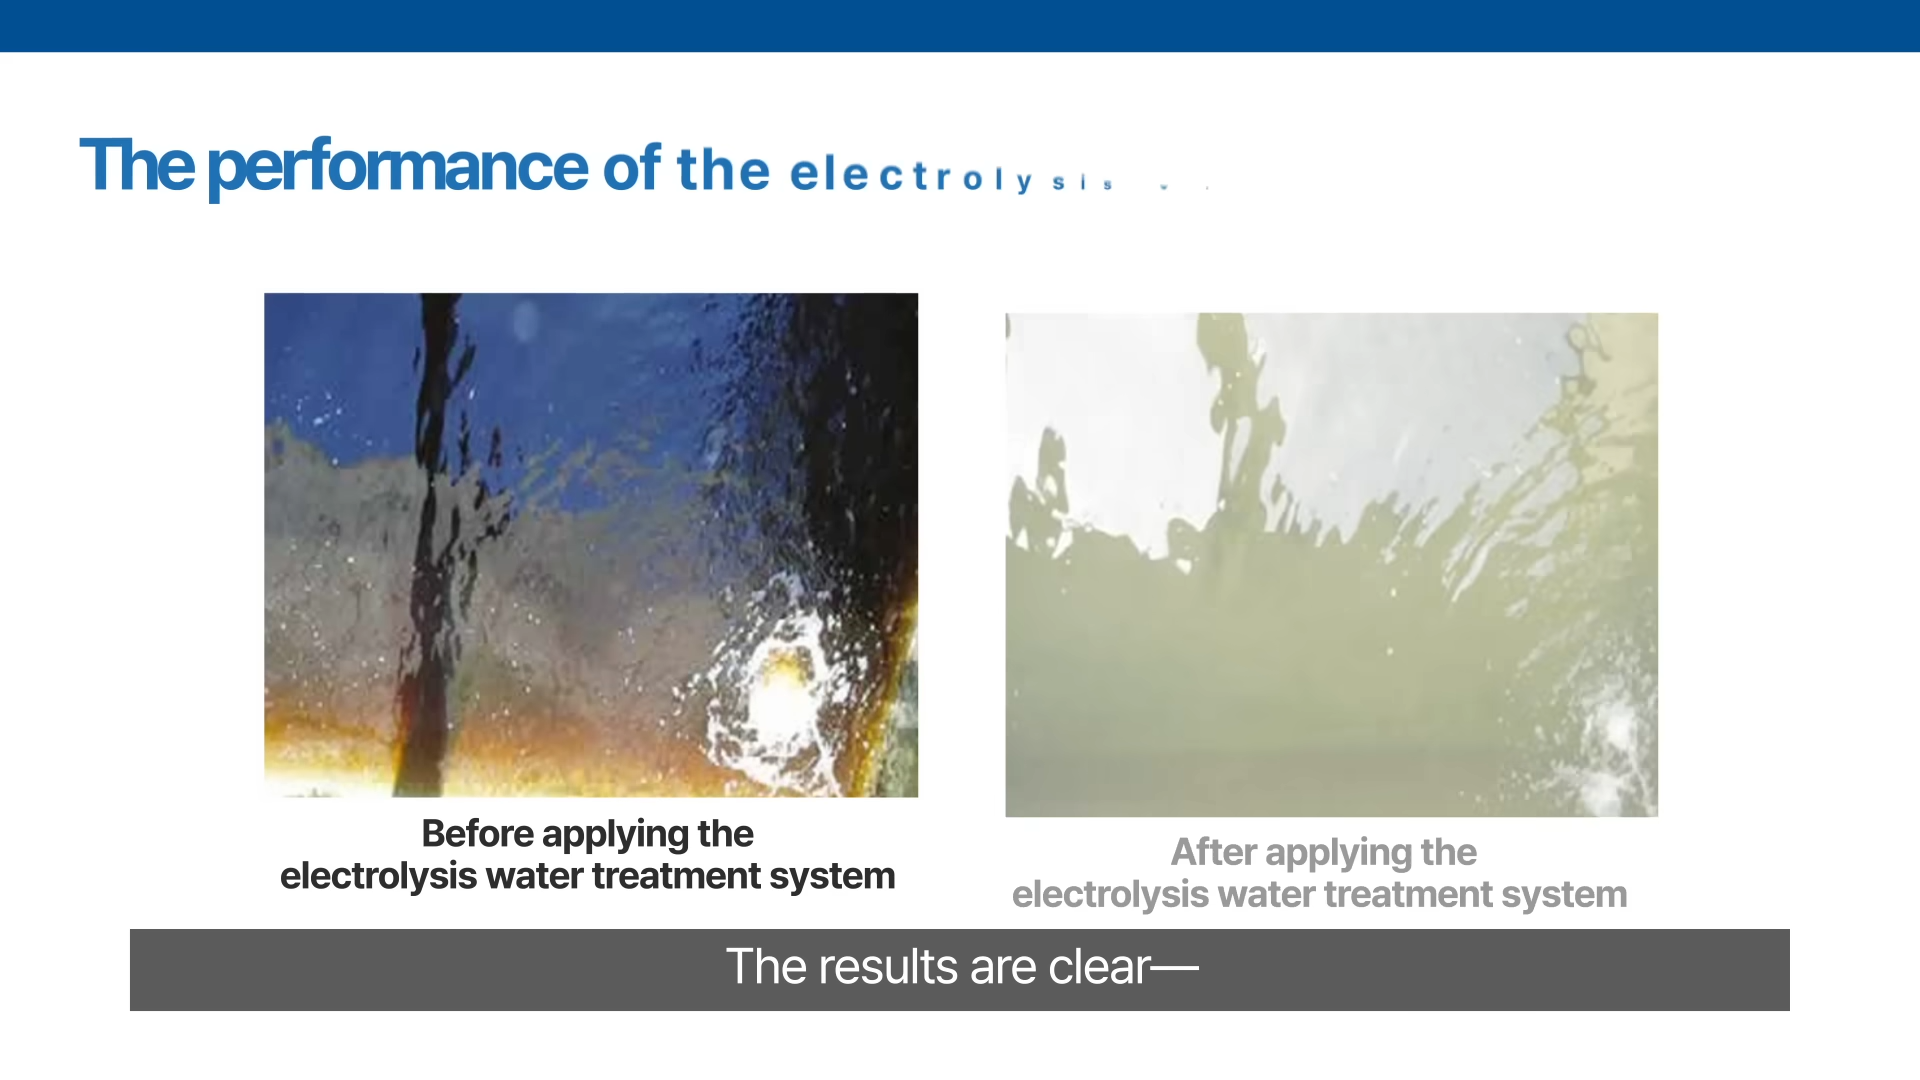 The performance of the electrolysis
Before applying the
electrolysis water treatment system
After applying the
electrolysis water treatment system
The results are clear—